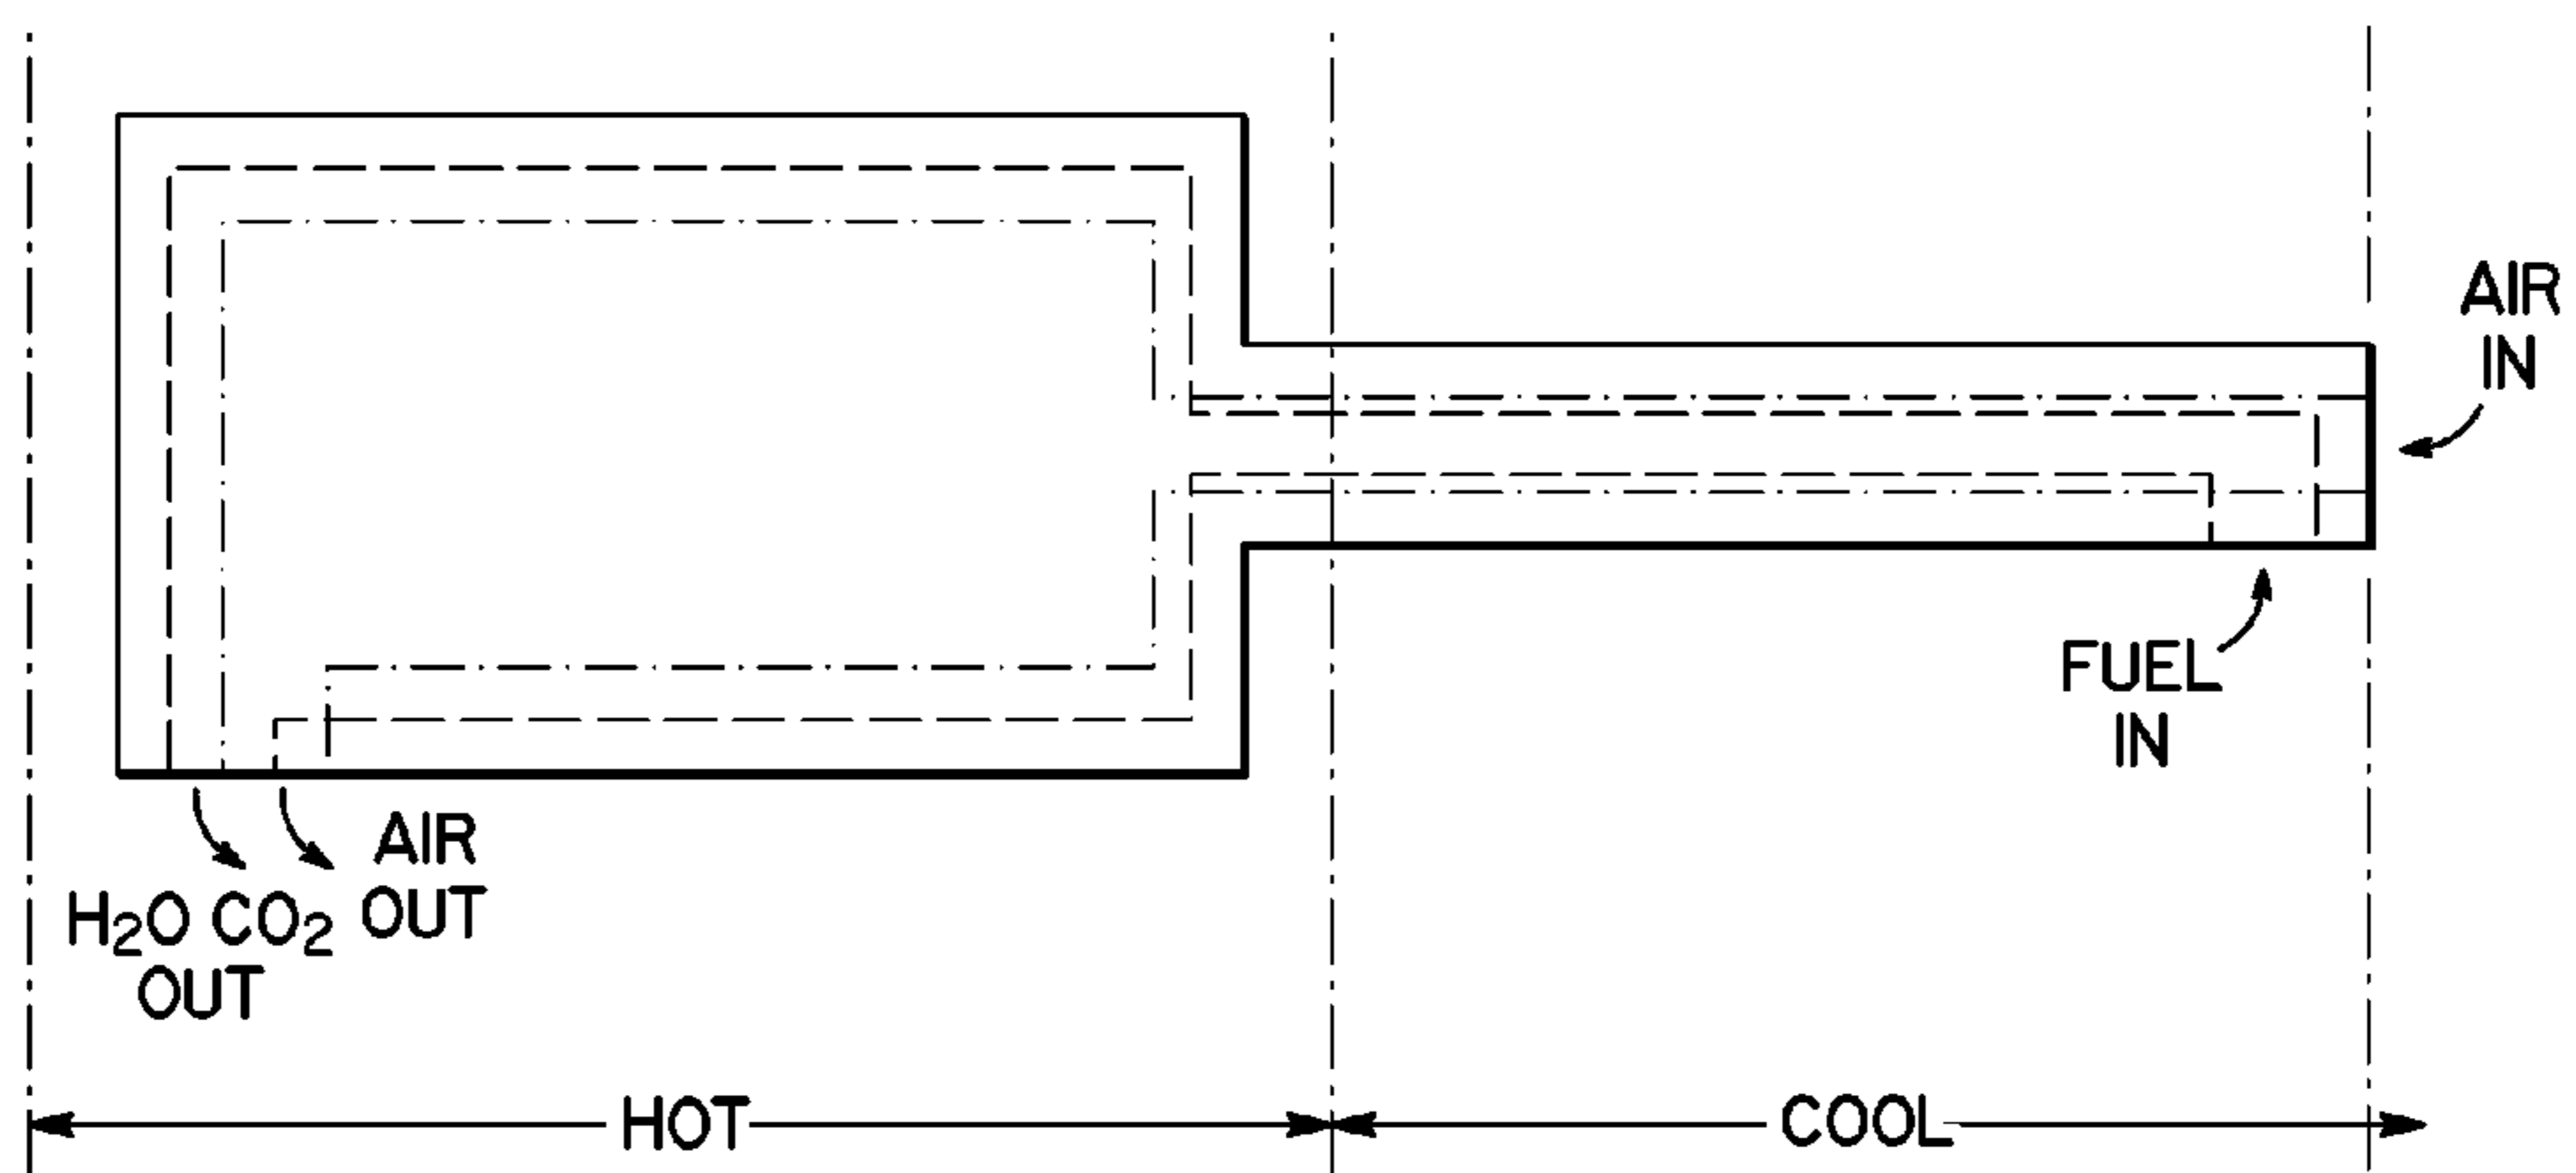 AIR
IN
FUEL
IN
AIR
OUT
H₂O CO₂
OUT
HOT
COOL